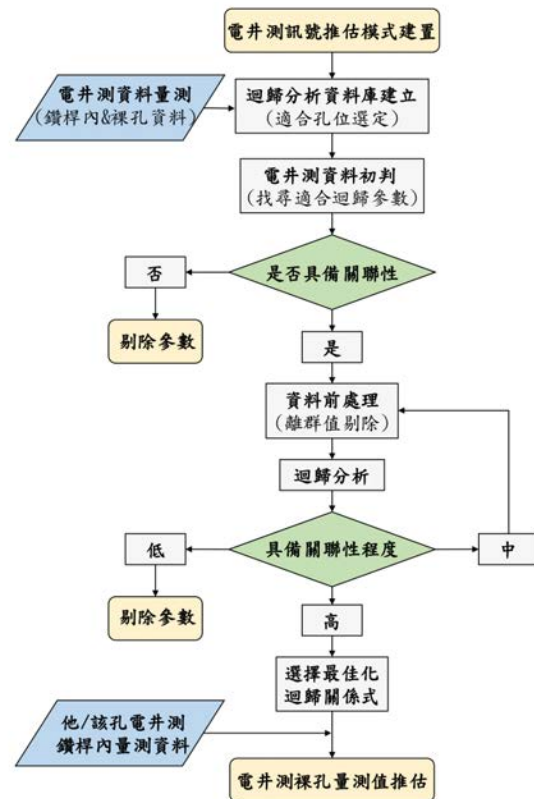 電井測訊號推估模式建置
電井測資料量測
(鑽桿內&裸孔資料)
迴歸分析資料庫建立
(適合孔位選定)
電井測資料初判
(找尋適合迴歸參數)
是否具備關聯性
否
剔除參數
是
資料前處理
(離群值剔除)
迴歸分析
具備關聯性程度
低
中
剔除參數
高
選擇最佳化
迴歸關係式
他/該孔電井測
鑽桿內量測資料
電井測裸孔量測值推估